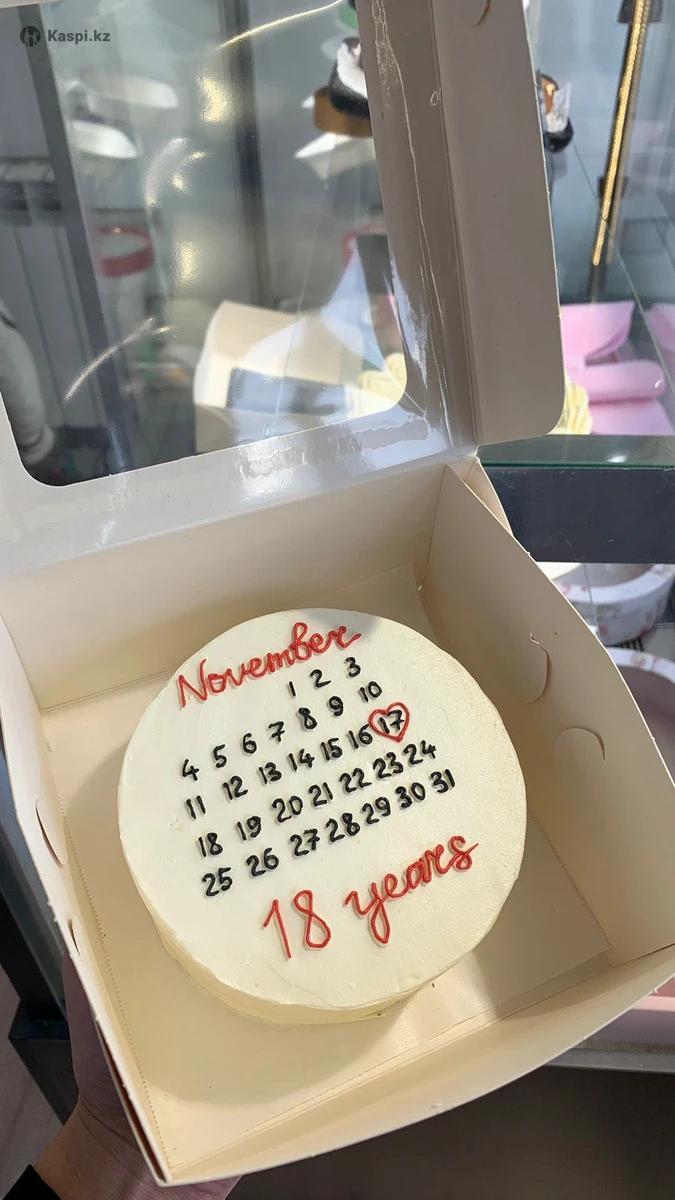 Kaspi.kz
November
1 2 3
4 5 6 7 8 9 10
11 12 13 14 15 16 17
18 19 20 21 22 23 24
25 26 27 28 29 30 31
18 years